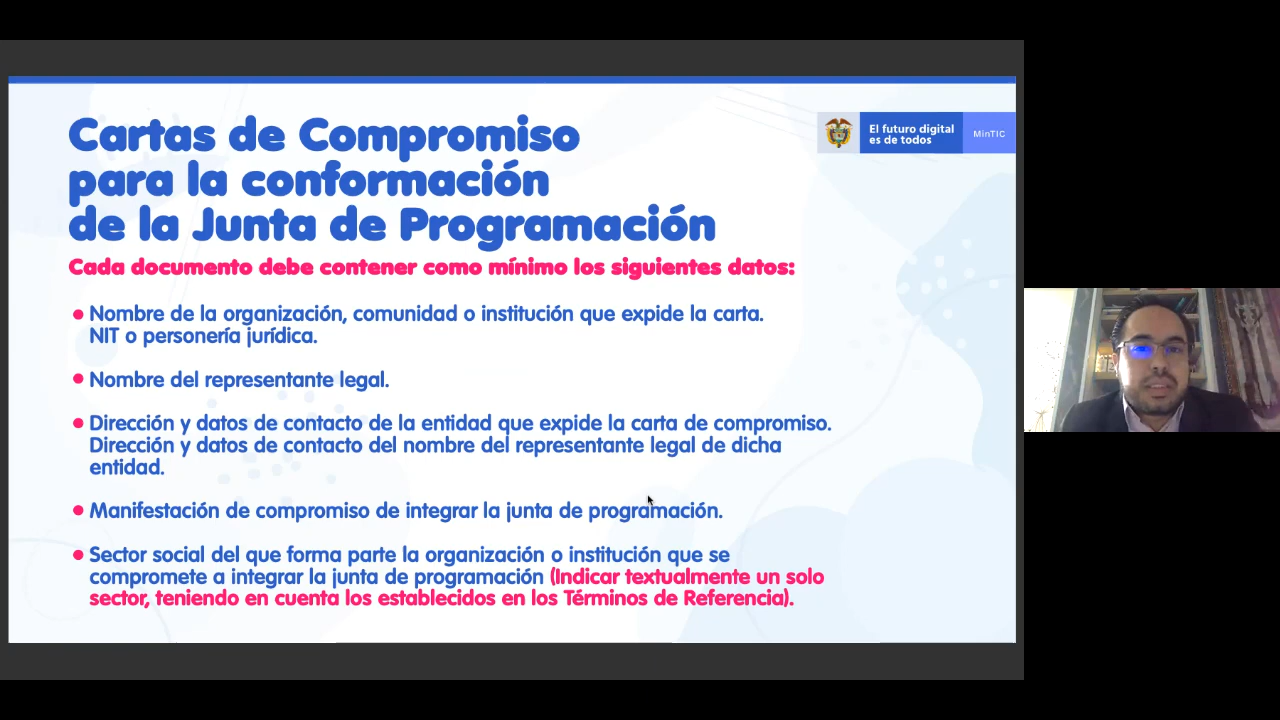 Cartas de Compromiso
para la conformación
de la Junta de Programación
El futuro digital
es de todos
MinTIC
Cada documento debe contener como mínimo los siguientes datos:
Nombre de la organización, comunidad o institución que expide la carta.
NIT o personería jurídica.
Nombre del representante legal.
Dirección y datos de contacto de la entidad que expide la carta de compromiso.
Dirección y datos de contacto del nombre del representante legal de dicha
entidad.
Manifestación de compromiso de integrar la junta de programación.
Sector social del que forma parte la organización o institución que se
compromete a integrar la junta de programación (Indicar textualmente un solo
sector, teniendo en cuenta los establecidos en los Términos de Referencia).